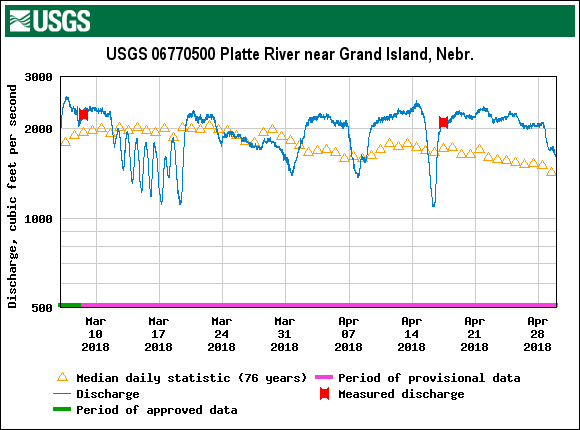 USGS
USGS 06770500 Platte River near Grand Island, Nebr.
Discharge, cubic feet per second
3000
2000
1000
500
Mar 10 2018
Mar 17 2018
Mar 24 2018
Mar 31 2018
Apr 07 2018
Apr 14 2018
Apr 21 2018
Apr 28 2018
Median daily statistic (76 years)
Period of provisional data
Discharge
Measured discharge
Period of approved data